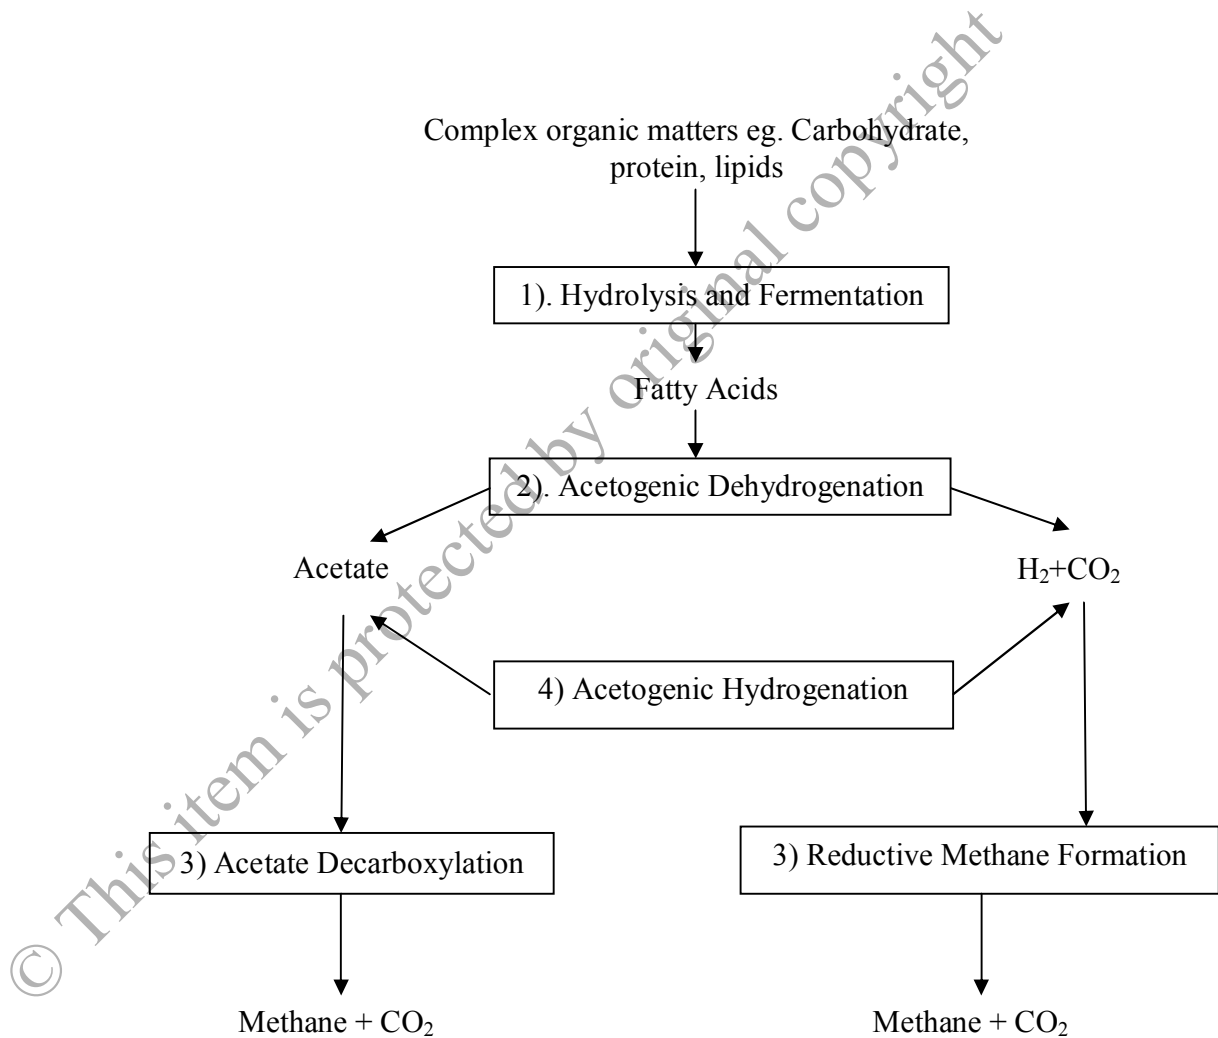 Complex organic matters eg. Carbohydrate,
protein, lipids
1). Hydrolysis and Fermentation
Fatty Acids
2). Acetogenic Dehydrogenation
Acetate
H₂+CO₂
4) Acetogenic Hydrogenation
3) Acetate Decarboxylation
3) Reductive Methane Formation
Methane + CO₂
Methane + CO₂
© This item is protected by original copyright